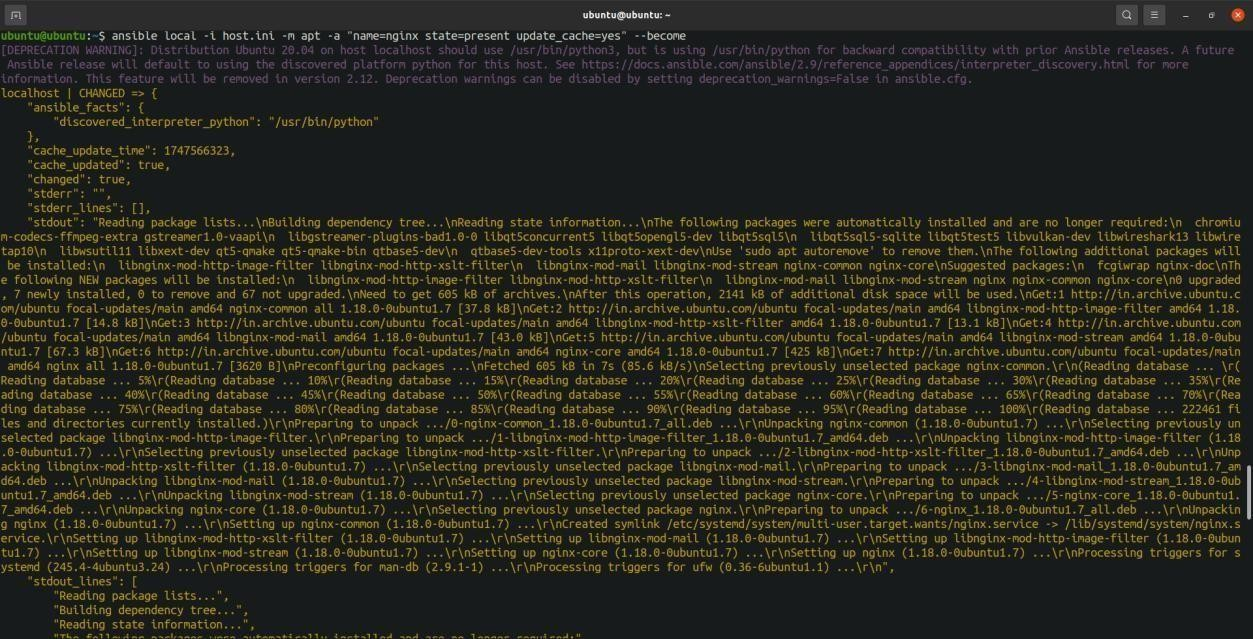 ubuntu@ubuntu: ~
ubuntu@ubuntu:~$ ansible local -i host.ini -m apt -a "name=nginx state=present update_cache=yes" --become
[DEPRECATION WARNING]: Distribution Ubuntu 20.04 on host localhost should use /usr/bin/python3, but is using /usr/bin/python for backward compatibility with prior Ansible releases. A future
 Ansible release will default to using the discovered platform python for this host. See https://docs.ansible.com/ansible/2.9/reference_appendices/interpreter_discovery.html for more
information. This feature will be removed in version 2.12. Deprecation warnings can be disabled by setting deprecation_warnings=False in ansible.cfg.
localhost | CHANGED => {
    "ansible_facts": {
        "discovered_interpreter_python": "/usr/bin/python"
    },
    "cache_update_time": 1747566323,
    "cache_updated": true,
    "changed": true,
    "stderr": "",
    "stderr_lines": [],
    "stdout": "Reading package lists...\nBuilding dependency tree...\nReading state information...\nThe following packages were automatically installed and are no longer required:\n  chromiu
m-codecs-ffmpeg-extra gstreamer1.0-vaapi\n  libgstreamer-plugins-bad1.0-0 libqt5concurrent5 libqt5opengl5-dev libqt5sql5\n  libqt5sql5-sqlite libqt5test5 libvulkan-dev libwireshark13 libwire
tap10\n  libwsutil11 libxext-dev qt5-qmake qt5-qmake-bin qtbase5-dev\n  qtbase5-dev-tools x11proto-xext-dev\nUse 'sudo apt autoremove' to remove them.\nThe following additional packages will
 be installed:\n  libnginx-mod-http-image-filter libnginx-mod-http-xslt-filter\n  libnginx-mod-mail libnginx-mod-stream nginx-common nginx-core\nSuggested packages:\n  fcgiwrap nginx-doc\nTh
e following NEW packages will be installed:\n  libnginx-mod-http-image-filter libnginx-mod-http-xslt-filter\n  libnginx-mod-mail libnginx-mod-stream nginx nginx-common nginx-core\n0 upgraded
, 7 newly installed, 0 to remove and 67 not upgraded.\nNeed to get 605 kB of archives.\nAfter this operation, 2141 kB of additional disk space will be used.\nGet:1 http://in.archive.ubuntu.c
om/ubuntu focal-updates/main amd64 nginx-common all 1.18.0-0ubuntu1.7 [37.8 kB]\nGet:2 http://in.archive.ubuntu.com/ubuntu focal-updates/main amd64 libnginx-mod-http-image-filter amd64 1.18.
0-0ubuntu1.7 [14.8 kB]\nGet:3 http://in.archive.ubuntu.com/ubuntu focal-updates/main amd64 libnginx-mod-http-xslt-filter amd64 1.18.0-0ubuntu1.7 [13.1 kB]\nGet:4 http://in.archive.ubuntu.com
/ubuntu focal-updates/main amd64 libnginx-mod-mail amd64 1.18.0-0ubuntu1.7 [43.0 kB]\nGet:5 http://in.archive.ubuntu.com/ubuntu focal-updates/main amd64 libnginx-mod-stream amd64 1.18.0-0ubu
ntu1.7 [67.3 kB]\nGet:6 http://in.archive.ubuntu.com/ubuntu focal-updates/main amd64 nginx-core amd64 1.18.0-0ubuntu1.7 [425 kB]\nGet:7 http://in.archive.ubuntu.com/ubuntu focal-updates/main
 amd64 nginx all 1.18.0-0ubuntu1.7 [3620 B]\nPreconfiguring packages ...\nFetched 605 kB in 7s (85.6 kB/s)\nSelecting previously unselected package nginx-common.\r\n(Reading database ... \r(
Reading database ... 5%\r(Reading database ... 10%\r(Reading database ... 15%\r(Reading database ... 20%\r(Reading database ... 25%\r(Reading database ... 30%\r(Reading database ... 35%\r(Re
ading database ... 40%\r(Reading database ... 45%\r(Reading database ... 50%\r(Reading database ... 55%\r(Reading database ... 60%\r(Reading database ... 65%\r(Reading database ... 70%\r(Rea
ding database ... 75%\r(Reading database ... 80%\r(Reading database ... 85%\r(Reading database ... 90%\r(Reading database ... 95%\r(Reading database ... 100%\r(Reading database ... 222461 fi
les and directories currently installed.)\r\nPreparing to unpack .../0-nginx-common_1.18.0-0ubuntu1.7_all.deb ...\r\nUnpacking nginx-common (1.18.0-0ubuntu1.7) ...\r\nSelecting previously un
selected package libnginx-mod-http-image-filter.\r\nPreparing to unpack .../1-libnginx-mod-http-image-filter_1.18.0-0ubuntu1.7_amd64.deb ...\r\nUnpacking libnginx-mod-http-image-filter (1.18
.0-0ubuntu1.7) ...\r\nSelecting previously unselected package libnginx-mod-http-xslt-filter.\r\nPreparing to unpack .../2-libnginx-mod-http-xslt-filter_1.18.0-0ubuntu1.7_amd64.deb ...\r\nUnp
acking libnginx-mod-http-xslt-filter (1.18.0-0ubuntu1.7) ...\r\nSelecting previously unselected package libnginx-mod-mail.\r\nPreparing to unpack .../3-libnginx-mod-mail_1.18.0-0ubuntu1.7_am
d64.deb ...\r\nUnpacking libnginx-mod-mail (1.18.0-0ubuntu1.7) ...\r\nSelecting previously unselected package libnginx-mod-stream.\r\nPreparing to unpack .../4-libnginx-mod-stream_1.18.0-0ub
untu1.7_amd64.deb ...\r\nUnpacking libnginx-mod-stream (1.18.0-0ubuntu1.7) ...\r\nSelecting previously unselected package nginx-core.\r\nPreparing to unpack .../5-nginx-core_1.18.0-0ubuntu1.
7_amd64.deb ...\r\nUnpacking nginx-core (1.18.0-0ubuntu1.7) ...\r\nSelecting previously unselected package nginx.\r\nPreparing to unpack .../6-nginx_1.18.0-0ubuntu1.7_all.deb ...\r\nUnpackin
g nginx (1.18.0-0ubuntu1.7) ...\r\nSetting up nginx-common (1.18.0-0ubuntu1.7) ...\r\nCreated symlink /etc/systemd/system/multi-user.target.wants/nginx.service -> /lib/systemd/system/nginx.s
ervice.\r\nSetting up libnginx-mod-http-xslt-filter (1.18.0-0ubuntu1.7) ...\r\nSetting up libnginx-mod-mail (1.18.0-0ubuntu1.7) ...\r\nSetting up libnginx-mod-http-image-filter (1.18.0-0ubun
tu1.7) ...\r\nSetting up libnginx-mod-stream (1.18.0-0ubuntu1.7) ...\r\nSetting up nginx-core (1.18.0-0ubuntu1.7) ...\r\nSetting up nginx (1.18.0-0ubuntu1.7) ...\r\nProcessing triggers for s
ystemd (245.4-4ubuntu3.24) ...\r\nProcessing triggers for man-db (2.9.1-1) ...\r\nProcessing triggers for ufw (0.36-6ubuntu1.1) ...\r\n",
    "stdout_lines": [
        "Reading package lists...",
        "Building dependency tree...",
        "Reading state information...",
        "The following packages were automatically installed and are no longer required:"